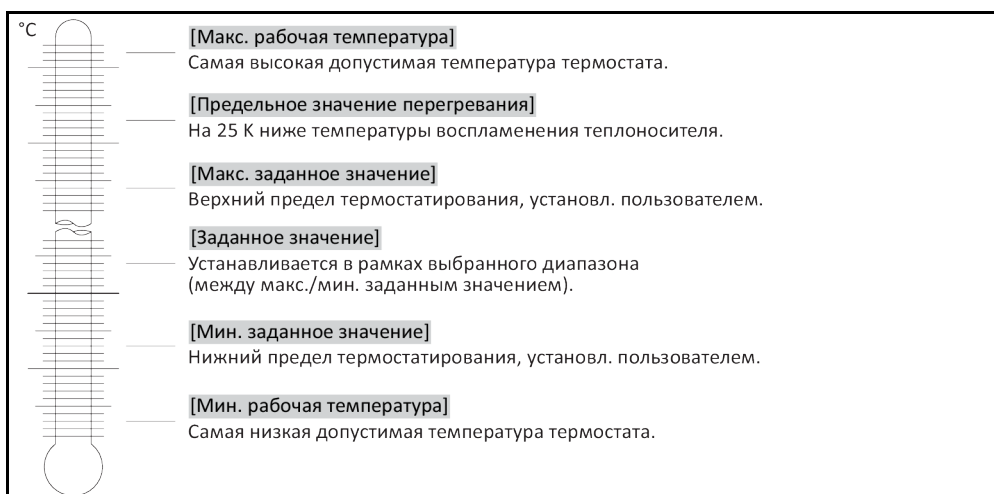 °C
[Макс. рабочая температура]
Самая высокая допустимая температура термостата.
[Предельное значение перегревания]
На 25 K ниже температуры воспламенения теплоносителя.
[Макс. заданное значение]
Верхний предел термостатирования, установл. пользователем.
[Заданное значение]
Устанавливается в рамках выбранного диапазона
(между макс./мин. заданным значением).
[Мин. заданное значение]
Нижний предел термостатирования, установл. пользователем.
[Мин. рабочая температура]
Самая низкая допустимая температура термостата.